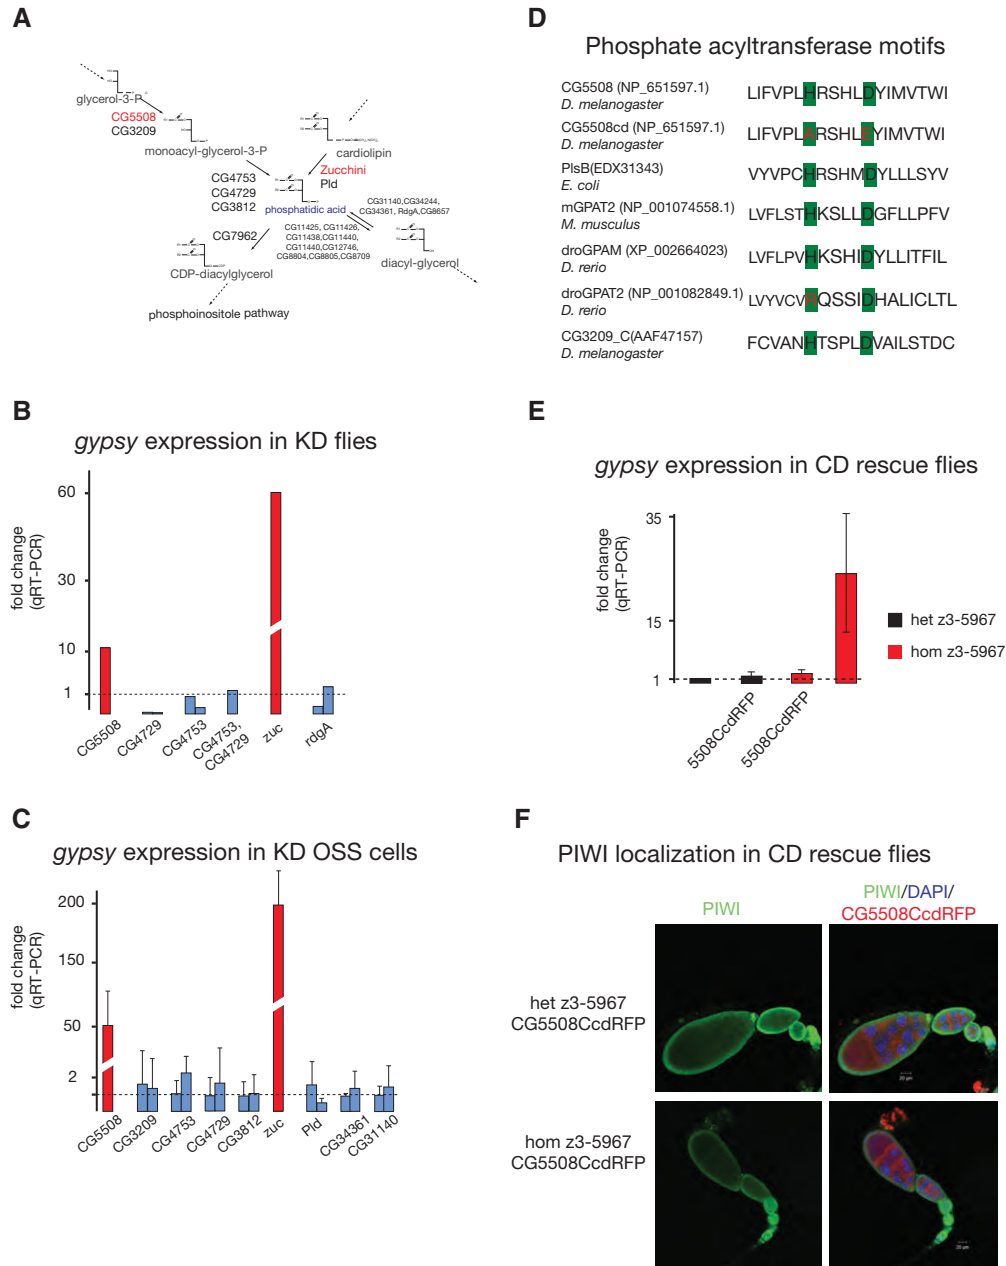 A
glycerol-3-P
CG5508
CG3209
monoacyl-glycerol-3-P
cardiolipin
Zucchini
Pld
CG4753
CG4729
CG3812
phosphatidic acid
CG31140,CG34244,
CG34361, RdgA,CG8657
CG11425, CG11426,
CG11438,CG11440,
CG11440,CG12746,
CG8804,CG8805,CG8709
CG7962
CDP-diacylglycerol
diacyl-glycerol
phosphoinositole pathway
B
gypsy expression in KD flies
fold change
(qRT-PCR)
60
30
10
1
CG5508
CG4729
CG4753
CG4753,
CG4729
zuc
rdgA
C
gypsy expression in KD OSS cells
fold change
(qRT-PCR)
200
150
50
2
CG5508
CG3209
CG4753
CG4729
CG3812
zuc
Pld
CG34361
CG31140
D
Phosphate acyltransferase motifs
CG5508 (NP_651597.1)
D. melanogaster
LIFVPLHRSHLDYIMVTWI
CG5508cd (NP_651597.1)
D. melanogaster
LIFVPLARSHLEYIMVTWI
PlsB(EDX31343)
E. coli
VYVPCHRSHMDYLLLSYV
mGPAT2 (NP_001074558.1)
M. musculus
LVFLSTHKSLLDGFLLPFV
droGPAM (XP_002664023)
D. rerio
LVFLPVHKSHIDYLLITFIL
droGPAT2 (NP_001082849.1)
D. rerio
LVYVCVRQSSIDHALICLTL
CG3209_C(AAF47157)
D. melanogaster
FCVANHTSPLDVAILSTDC
E
gypsy expression in CD rescue flies
fold change
(qRT-PCR)
35
15
1
5508CcdRFP
5508CcdRFP
het z3-5967
hom z3-5967
F
PIWI localization in CD rescue flies
PIWI
PIWI/DAPI/
CG5508CcdRFP
het z3-5967
CG5508CcdRFP
20 µm
hom z3-5967
CG5508CcdRFP
20 µm